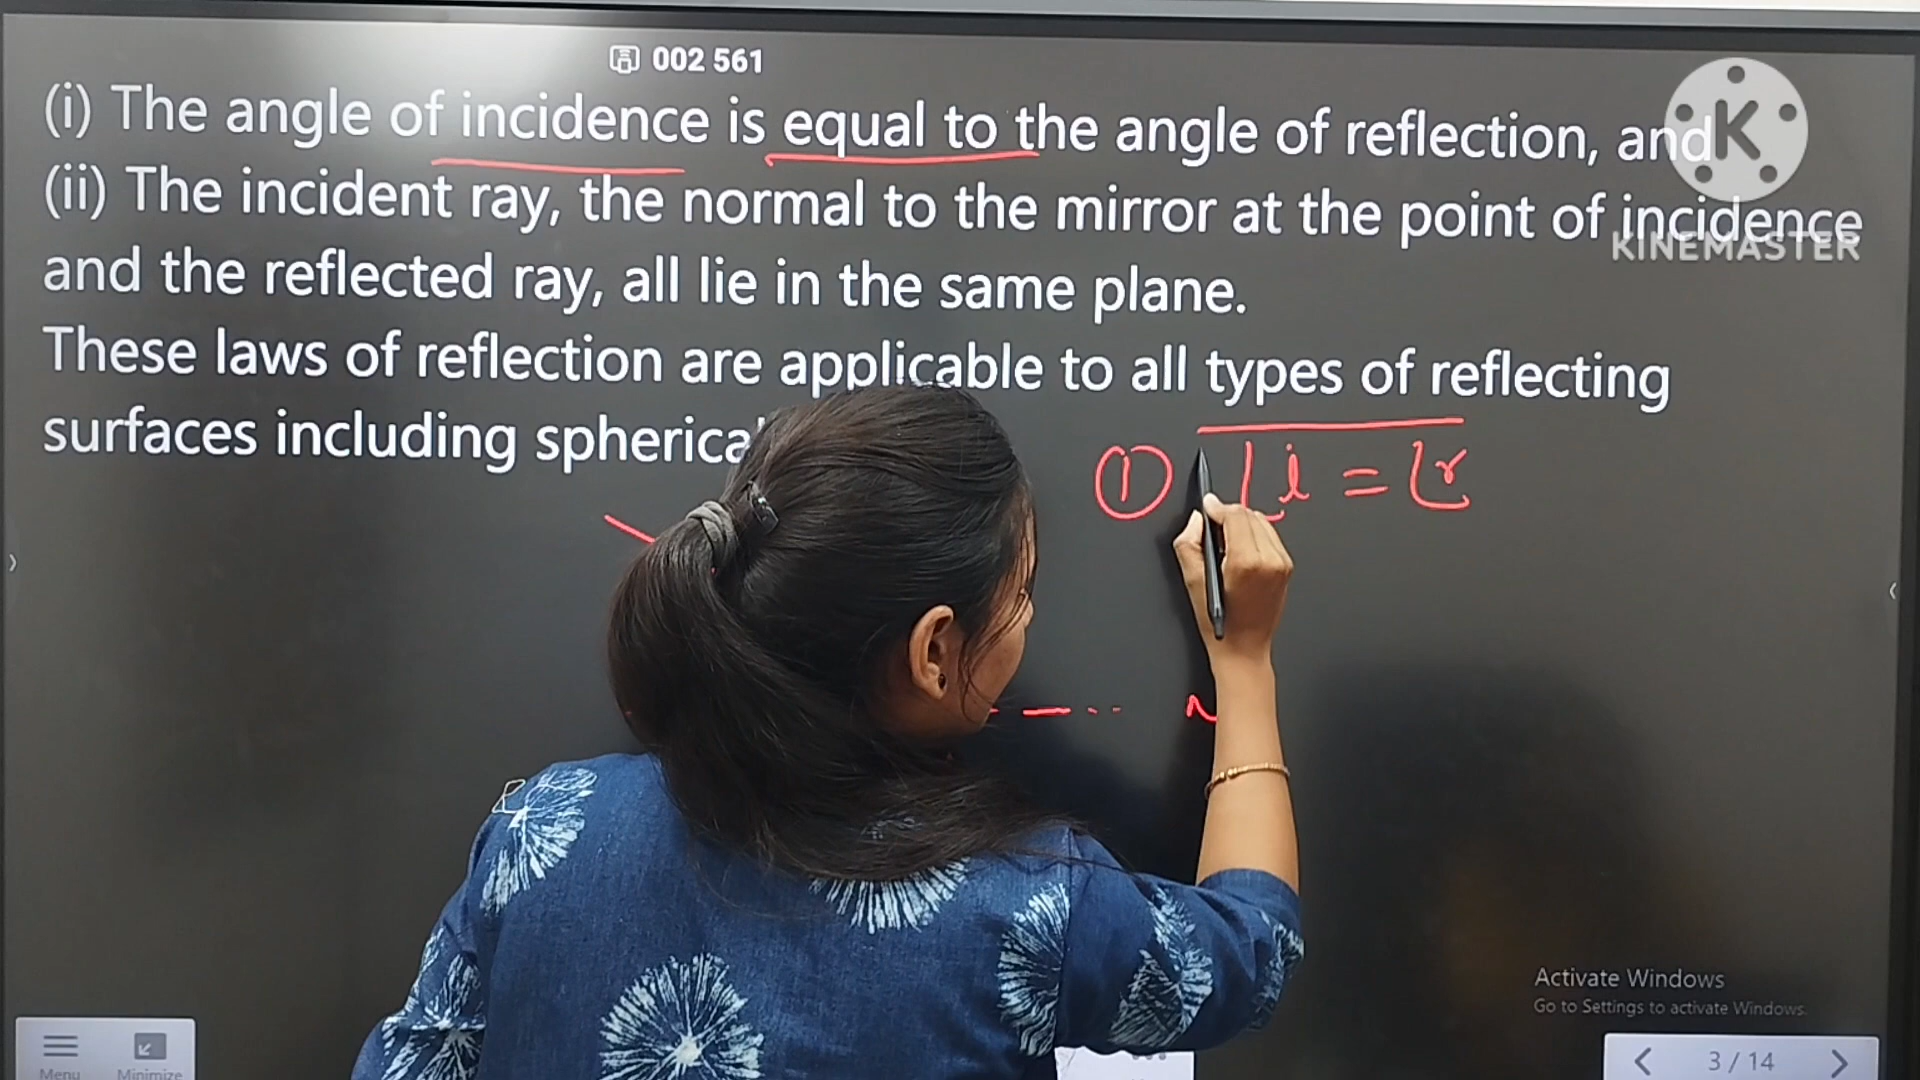 002 561
(i) The angle of incidence is equal to the angle of reflection, and
K
(ii) The incident ray, the normal to the mirror at the point of incidence
KINEMASTER
and the reflected ray, all lie in the same plane.
These laws of reflection are applicable to all types of reflecting
surfaces including
① ∠i = ∠r
N
Activate Windows
Go to Settings to activate Windows.
Menu Minimize
3 / 14